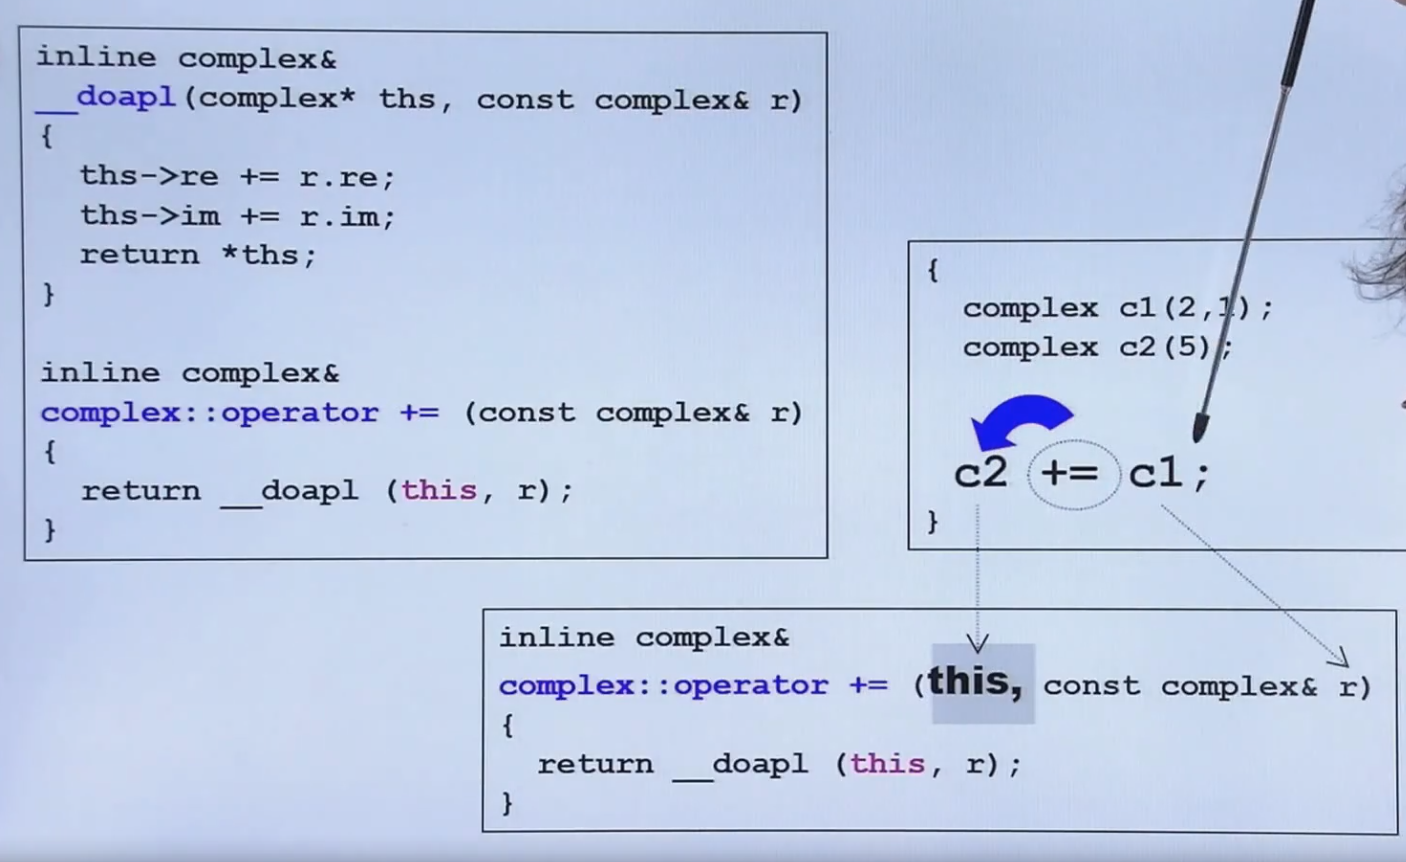 inline complex&
__doapl(complex* ths, const complex& r)
{
ths->re += r.re;
ths->im += r.im;
return *ths;
}
inline complex&
complex::operator += (const complex& r)
{
return __doapl (this, r);
}
{
complex c1(2,1);
complex c2(5);
c2 += c1;
}
inline complex&
complex::operator += (this, const complex& r)
{
return __doapl (this, r);
}